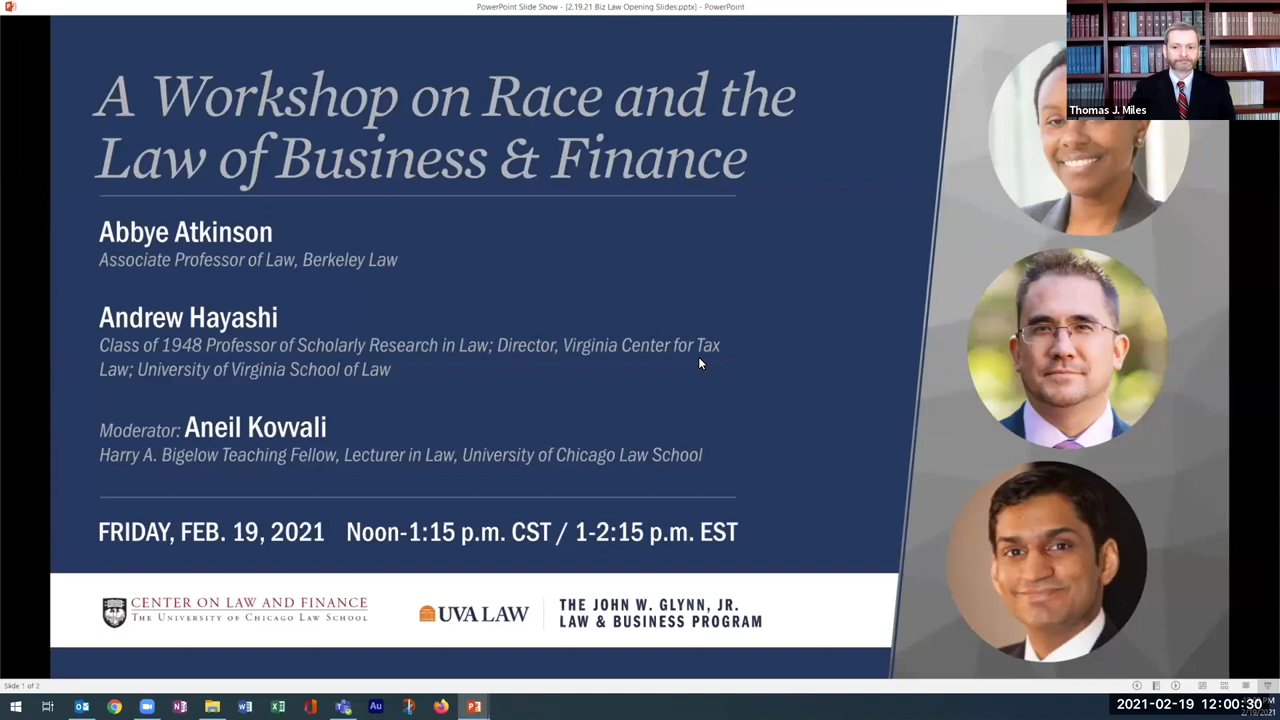 PowerPoint Slide Show - [2.19.21 Biz Law Opening Slides.pptx] - PowerPoint
Thomas J. Miles
A Workshop on Race and the
Law of Business & Finance
Abbye Atkinson
Associate Professor of Law, Berkeley Law
Andrew Hayashi
Class of 1948 Professor of Scholarly Research in Law; Director, Virginia Center for Tax
Law; University of Virginia School of Law
Moderator: Aneil Kovvali
Harry A. Bigelow Teaching Fellow, Lecturer in Law, University of Chicago Law School
FRIDAY, FEB. 19, 2021 Noon-1:15 p.m. CST / 1-2:15 p.m. EST
CENTER ON LAW AND FINANCE
THE UNIVERSITY OF CHICAGO LAW SCHOOL
UVA LAW
THE JOHN W. GLYNN, JR.
LAW & BUSINESS PROGRAM
Slide 1 of 2
2021-02-19 12:00:30